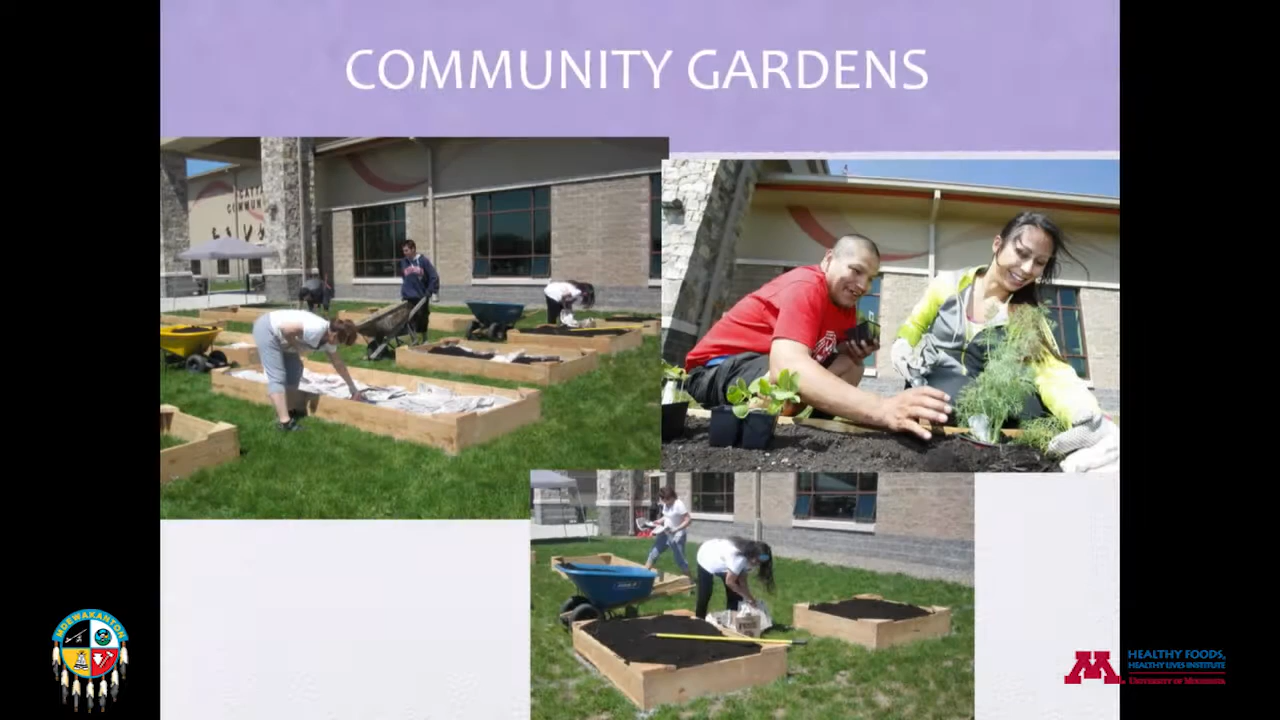 COMMUNITY GARDENS
MDEWAKANTON
M
HEALTHY FOODS,
HEALTHY LIVES INSTITUTE
UNIVERSITY OF MINNESOTA